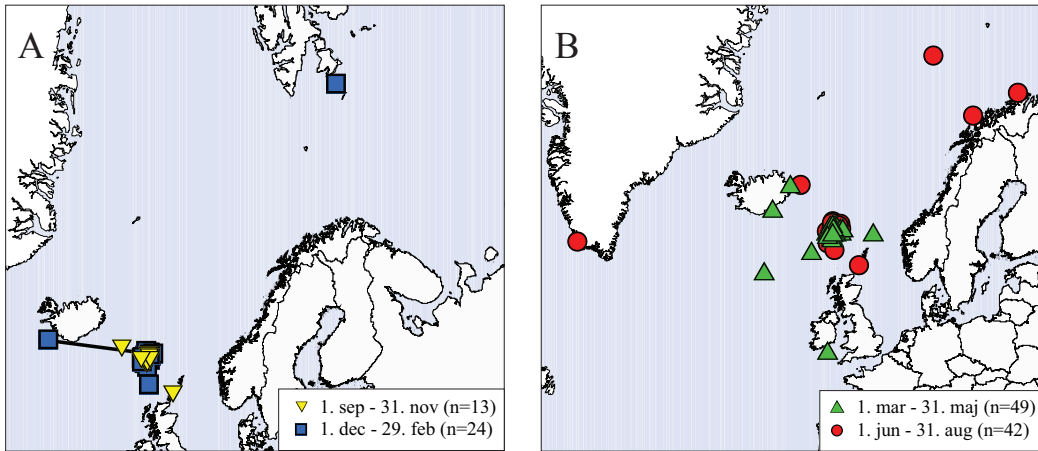 A
1. sep - 31. nov (n=13)
1. dec - 29. feb (n=24)
B
1. mar - 31. maj (n=49)
1. jun - 31. aug (n=42)